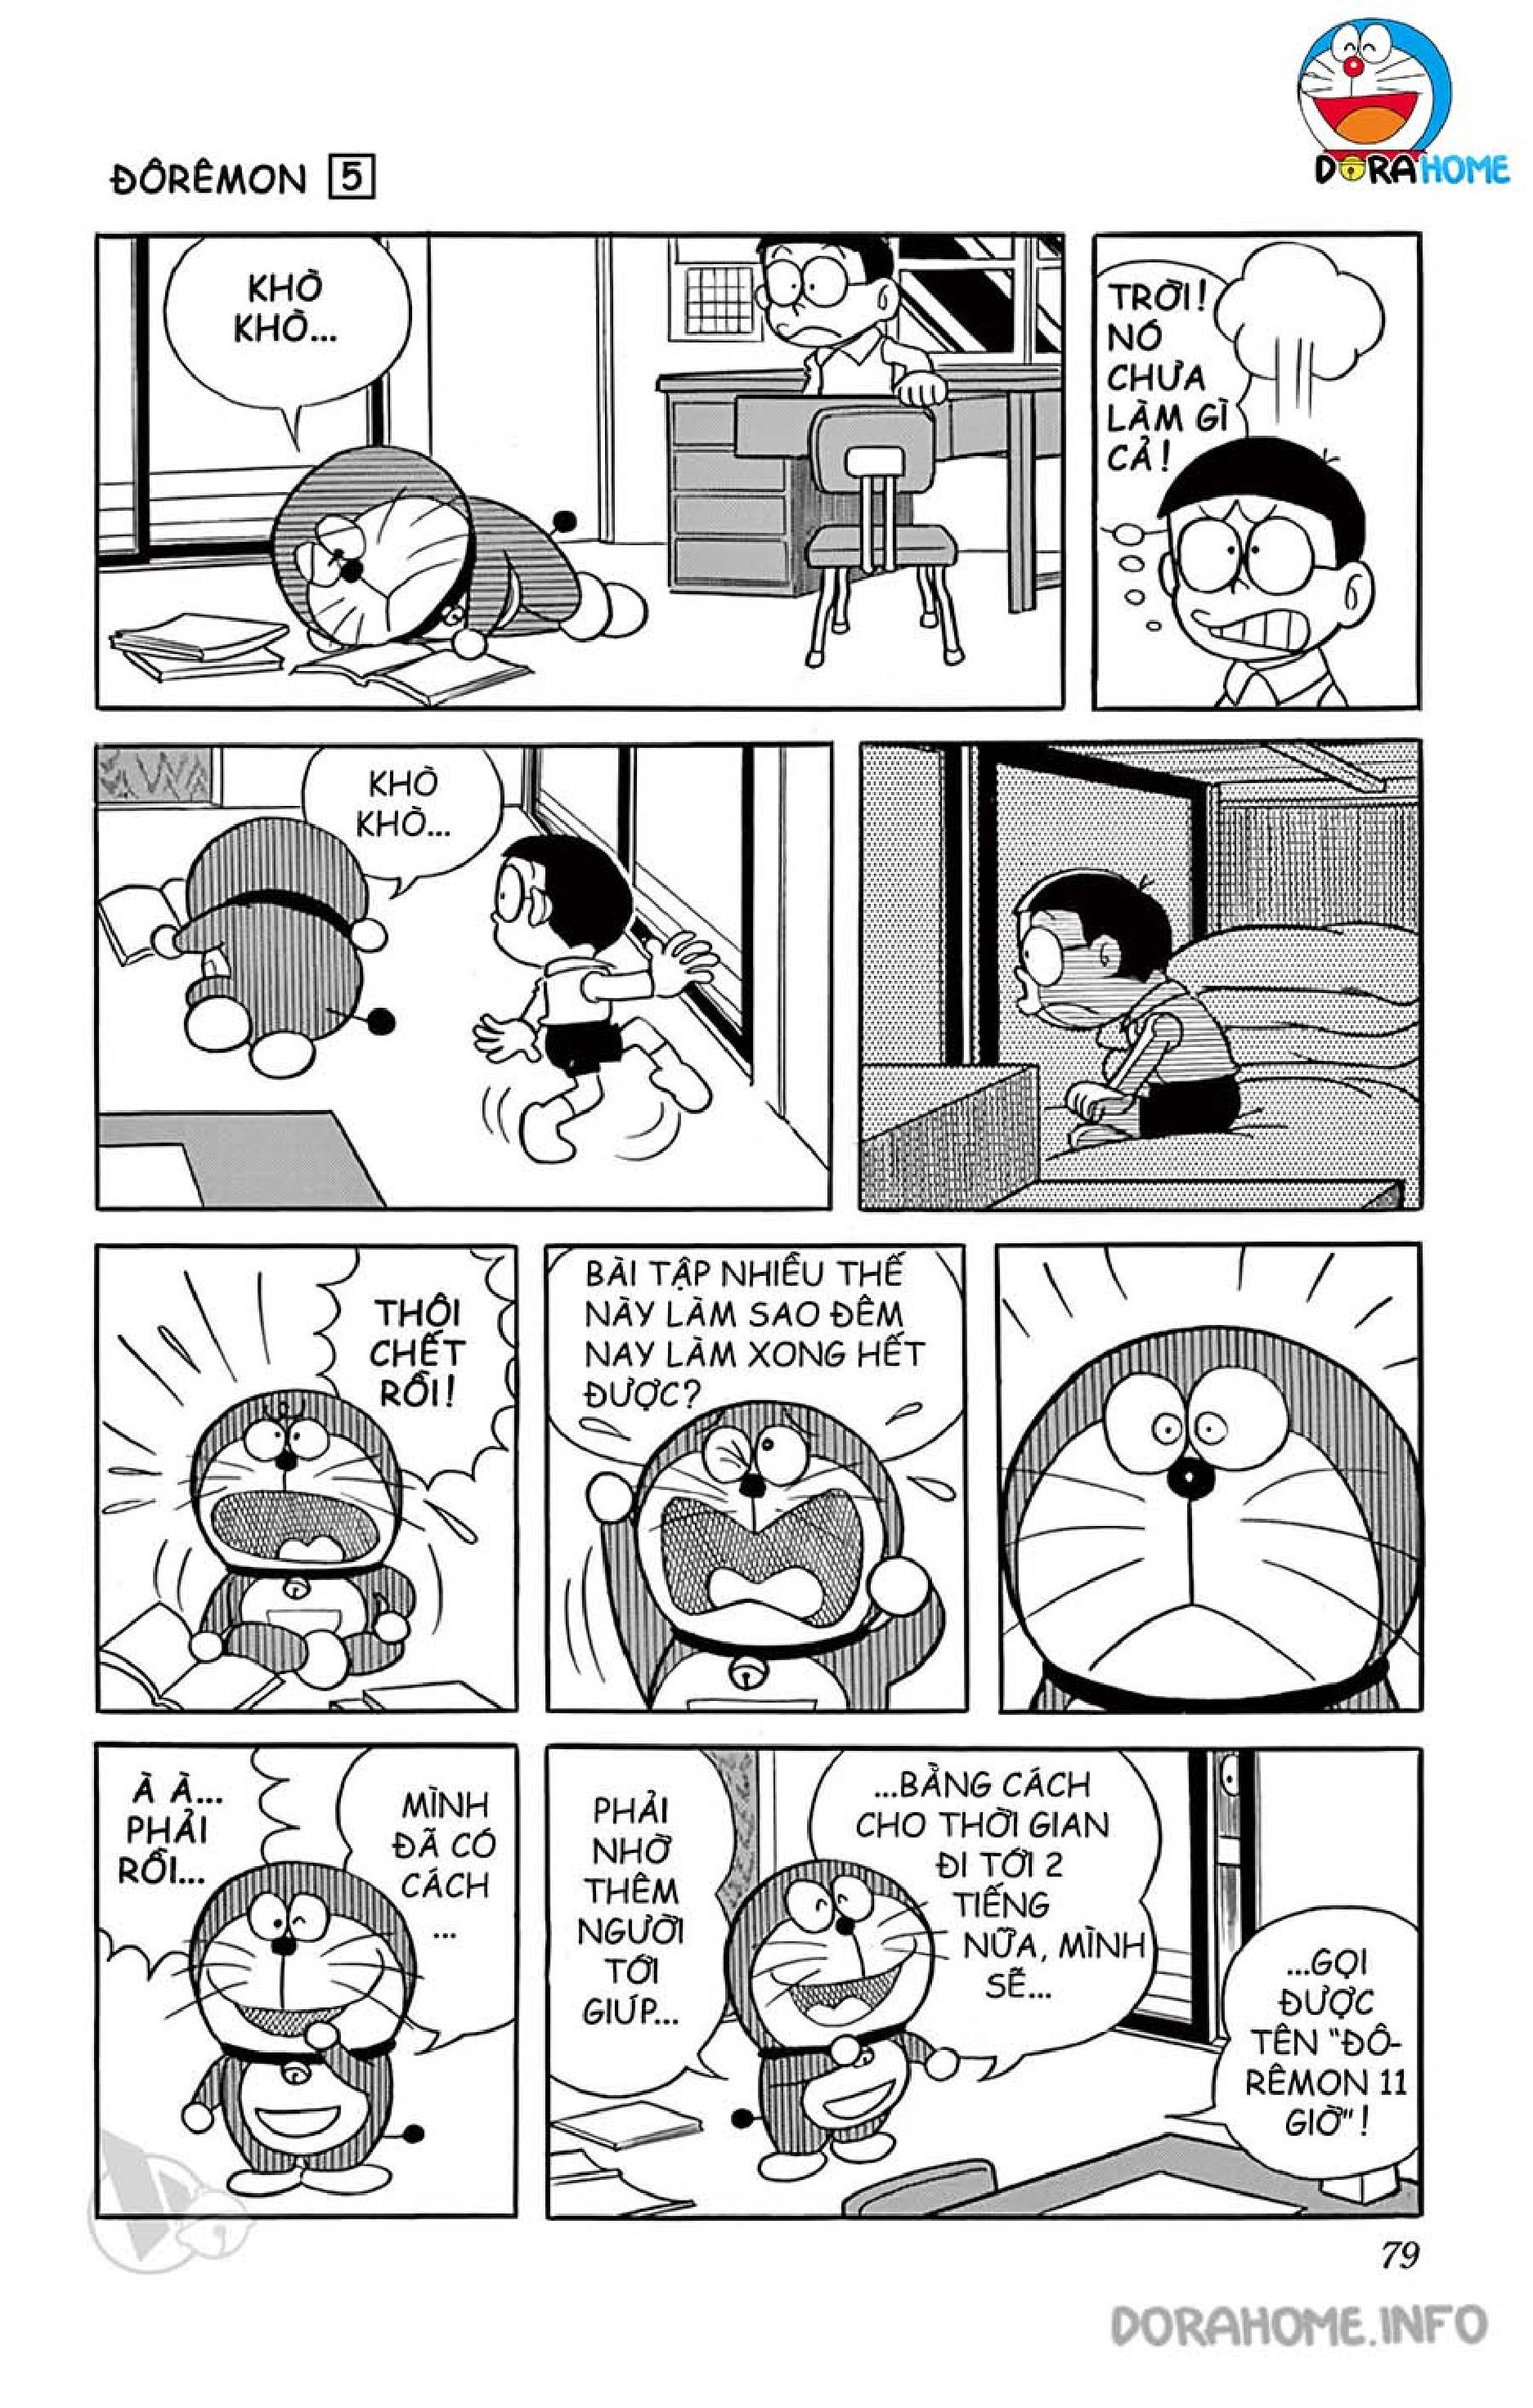 DORAHOME
ĐÔRÊMON 5
KHÒ
KHÒ...
TRỜI!
NÓ
CHƯA
LÀM GÌ
CẢ!
KHÒ
KHÒ...
THÔI
CHẾT
RỒI!
BÀI TẬP NHIỀU THẾ
NÀY LÀM SAO ĐÊM
NAY LÀM XONG HẾT
ĐƯỢC?
À À...
PHẢI
RỒI...
MÌNH
ĐÃ CÓ
CÁCH
...
PHẢI
NHỜ
THÊM
NGƯỜI
TỚI
GIÚP...
...BẰNG CÁCH
CHO THỜI GIAN
ĐI TỚI 2
TIẾNG
NỮA, MÌNH
SẼ...
...GỌI
ĐƯỢC
TÊN "ĐÔ-
RÊMON 11
GIỜ"!
79
DORAHOME.INFO